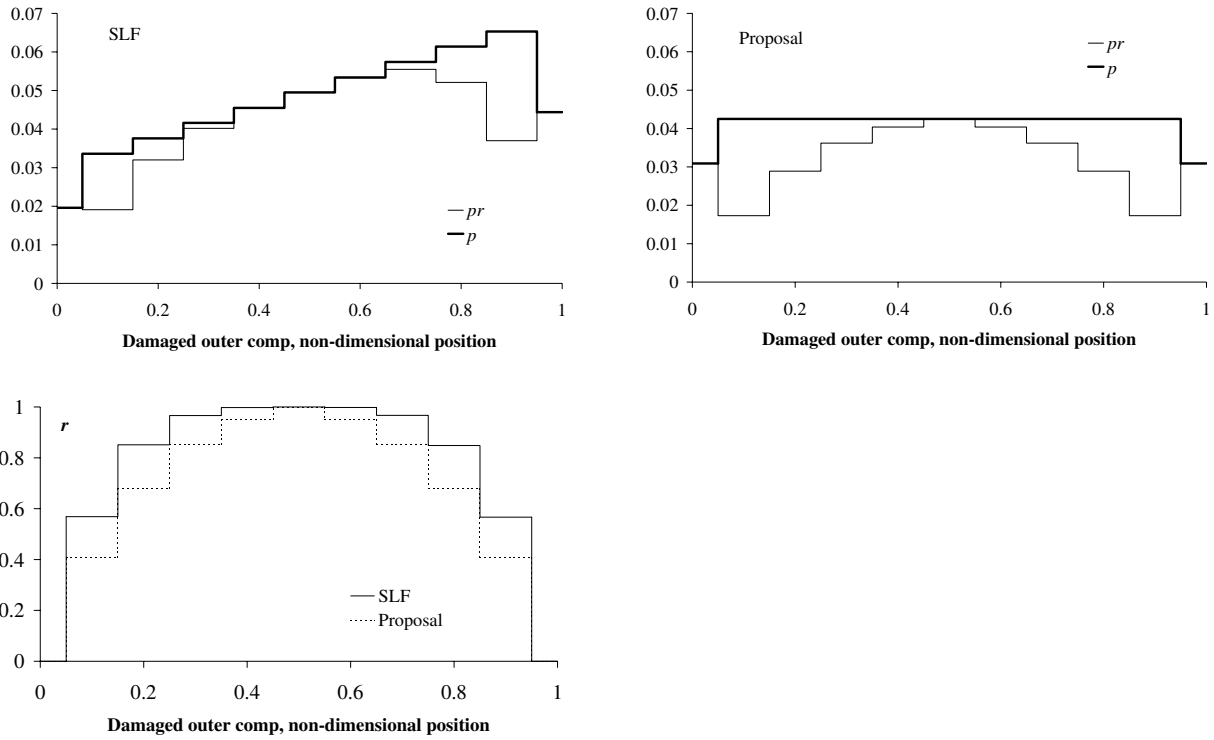 0.07
0.06
0.05
0.04
0.03
0.02
0.01
0
SLF
pr
p
0 0.2 0.4 0.6 0.8 1
Damaged outer comp, non-dimensional position
0.07
0.06
0.05
0.04
0.03
0.02
0.01
0
Proposal
pr
p
0 0.2 0.4 0.6 0.8 1
Damaged outer comp, non-dimensional position
1
0.8
0.6
0.4
0.2
0
r
SLF
Proposal
0 0.2 0.4 0.6 0.8 1
Damaged outer comp, non-dimensional position